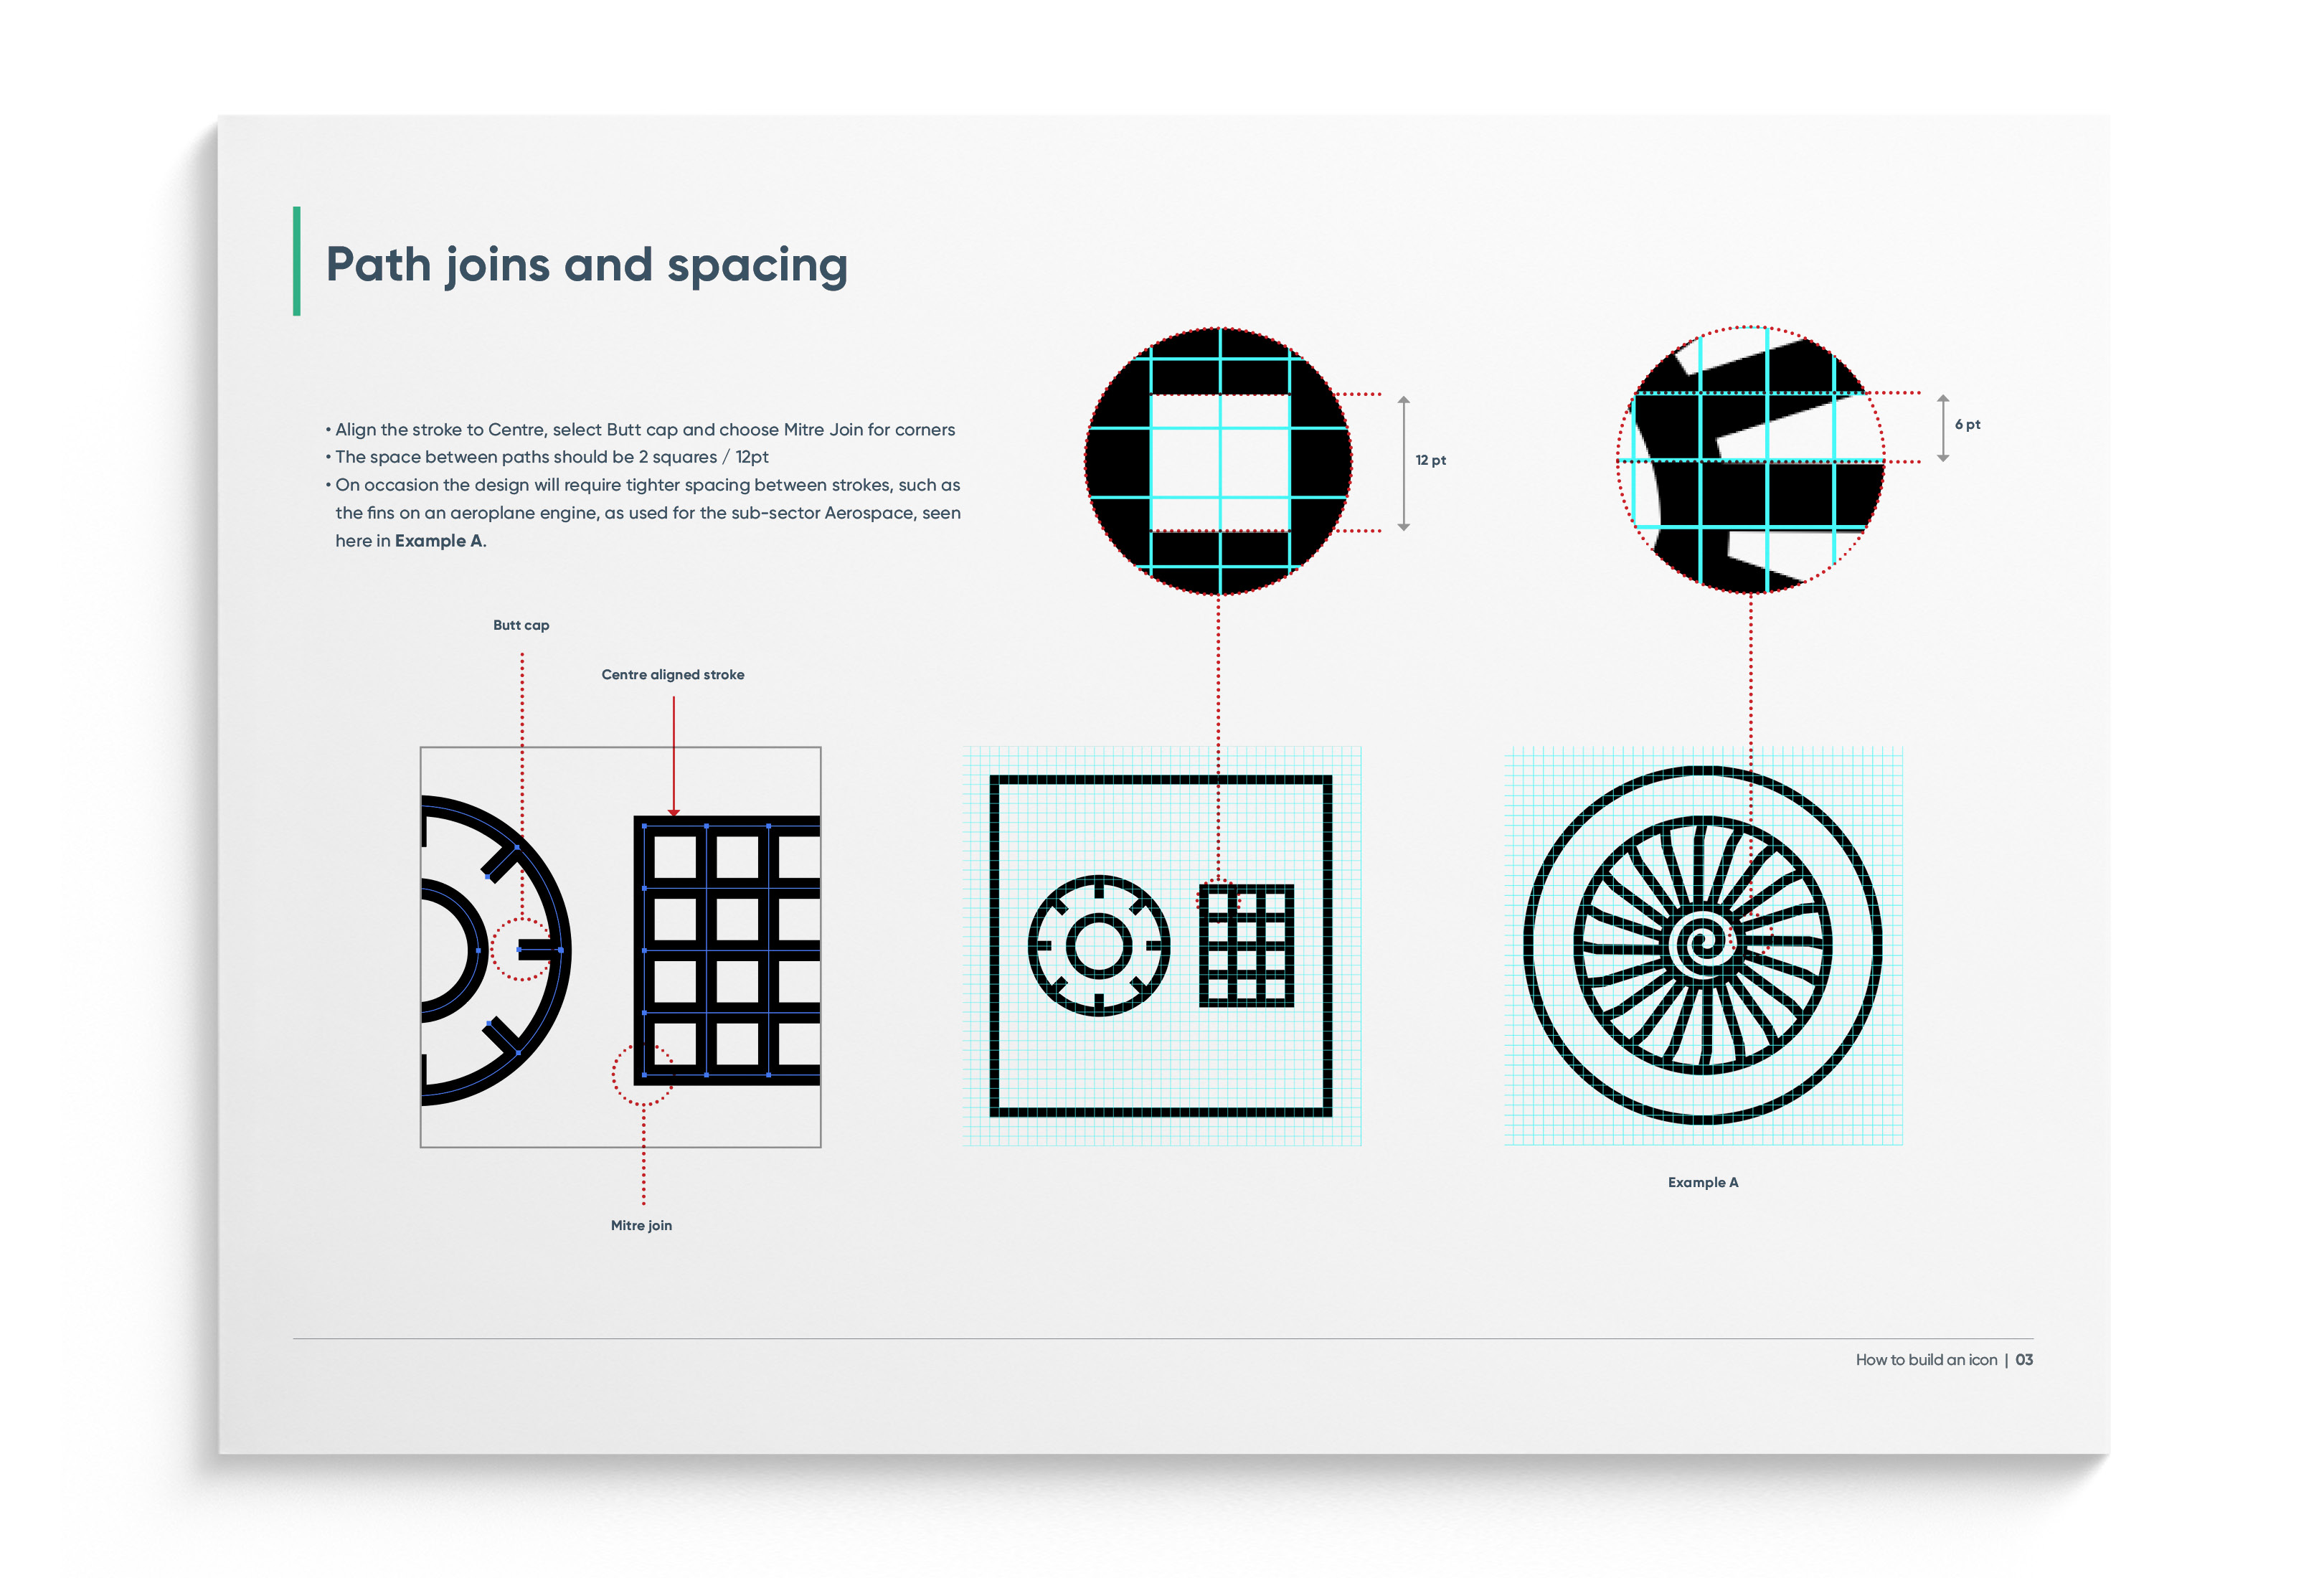 Path joins and spacing
• Align the stroke to Centre, select Butt cap and choose Mitre Join for corners
• The space between paths should be 2 squares / 12pt
• On occasion the design will require tighter spacing between strokes, such as
the fins on an aeroplane engine, as used for the sub-sector Aerospace, seen
here in Example A.
12 pt
6 pt
Butt cap
Centre aligned stroke
Mitre join
Example A
How to build an icon | 03